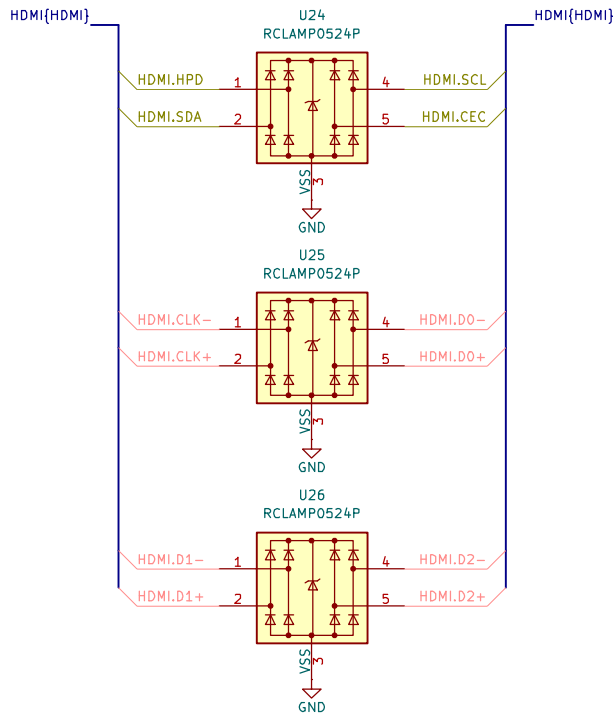 HDMI{HDMI}
U24
RCLAMP0524P
HDMI{HDMI}
HDMI.HPD 1
4 HDMI.SCL
HDMI.SDA 2
5 HDMI.CEC
VSS 3
GND
U25
RCLAMP0524P
HDMI.CLK- 1
4 HDMI.D0-
HDMI.CLK+ 2
5 HDMI.D0+
VSS 3
GND
U26
RCLAMP0524P
HDMI.D1- 1
4 HDMI.D2-
HDMI.D1+ 2
5 HDMI.D2+
VSS 3
GND